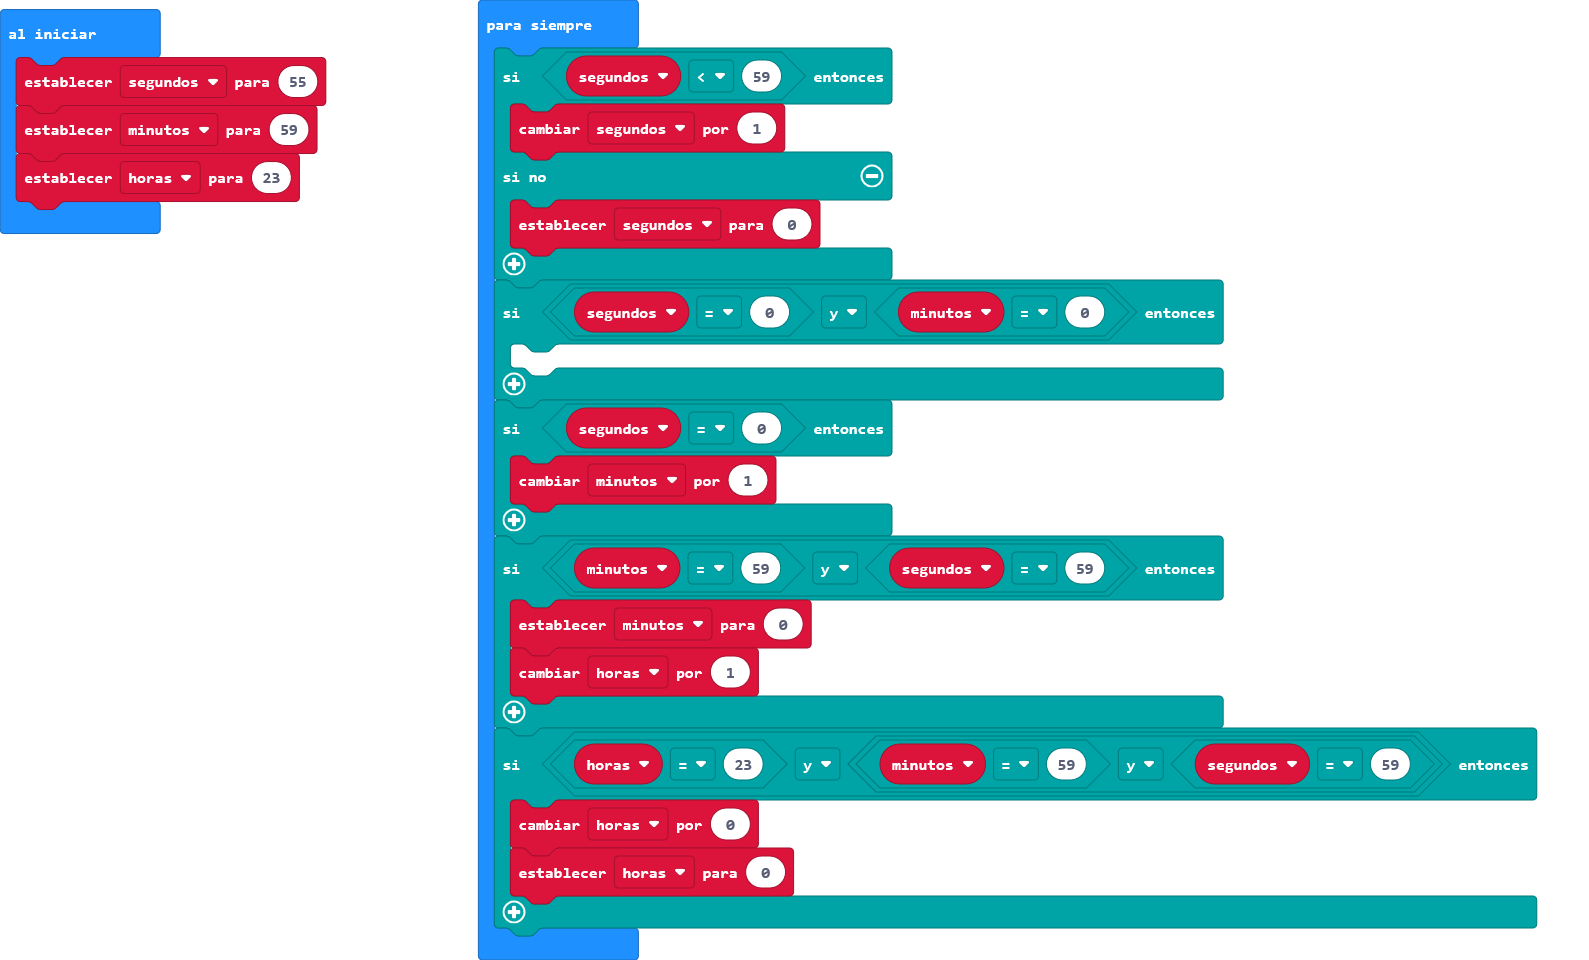 al iniciar
establecer segundos para 55
establecer minutos para 59
establecer horas para 23
para siempre
si segundos < 59 entonces
cambiar segundos por 1
si no
establecer segundos para 0
si segundos = 0 y minutos = 0 entonces
si segundos = 0 entonces
cambiar minutos por 1
si minutos = 59 y segundos = 59 entonces
establecer minutos para 0
cambiar horas por 1
si horas = 23 y minutos = 59 y segundos = 59 entonces
cambiar horas por 0
establecer horas para 0